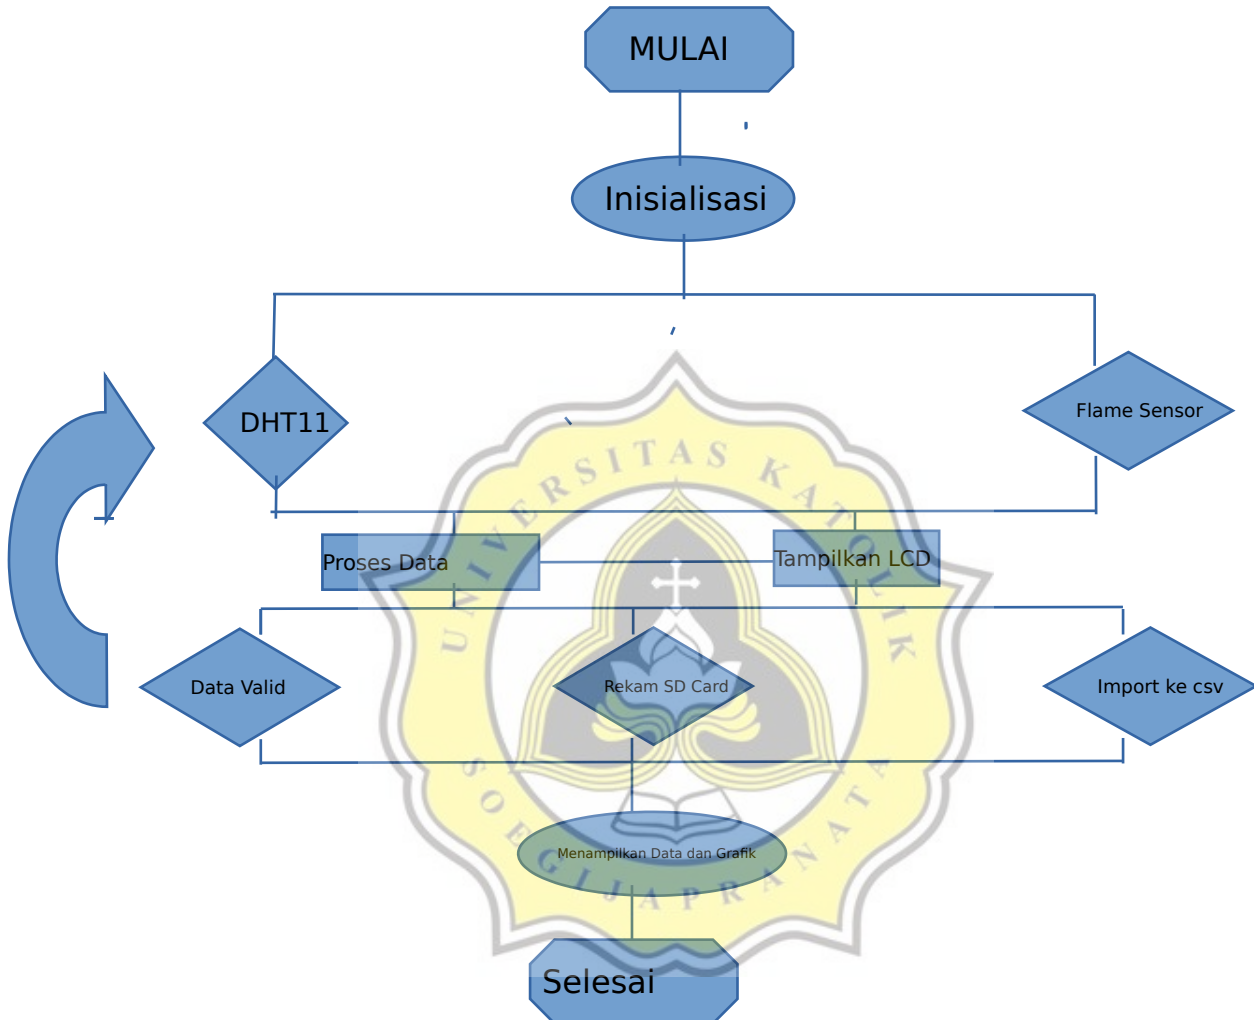 MULAI
Inisialisasi
DHT11
Flame Sensor
Proses Data
Tampilkan LCD
Data Valid
Rekam SD Card
Import ke csv
Menampilkan Data dan Grafik
Selesai
UNIVERSITAS KATOLIK
SOEGIJAPRANATA